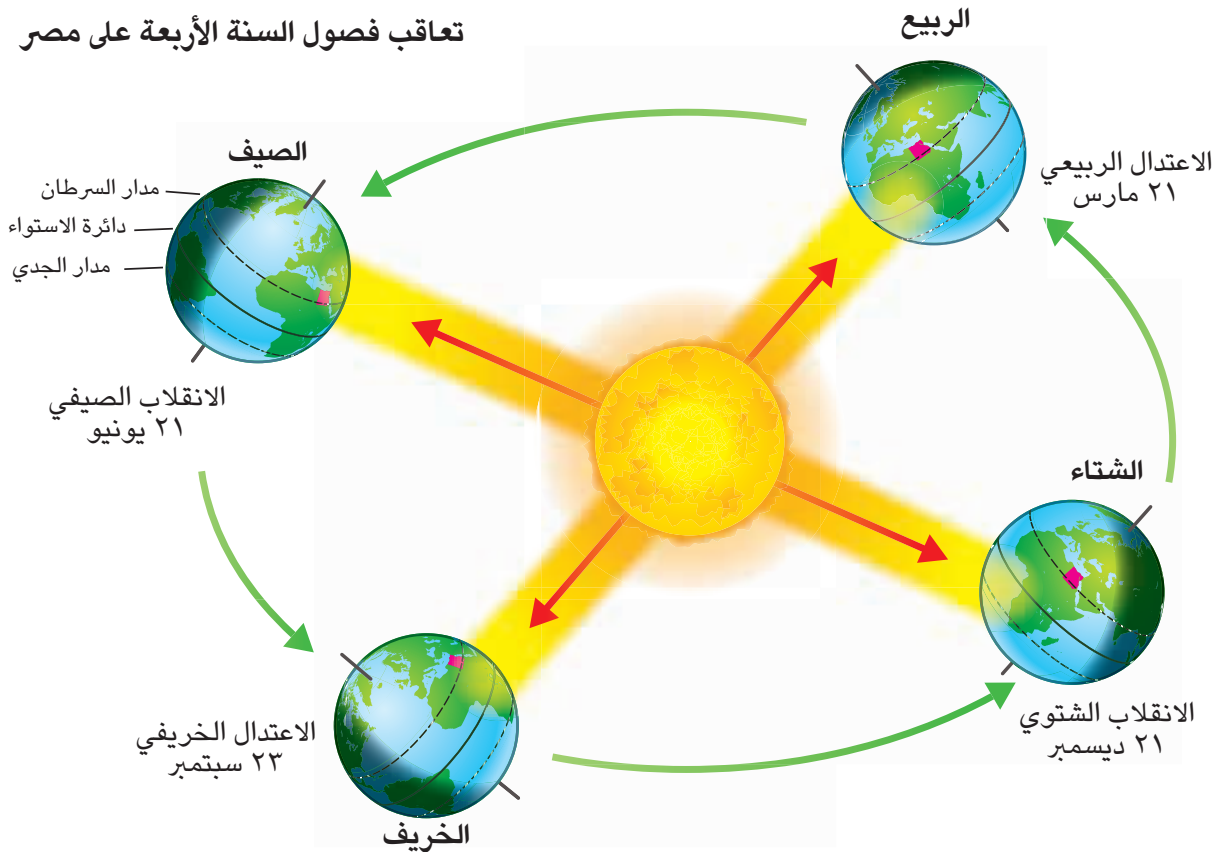 تعاقب فصول السنة الأربعة على مصر
الربيع
الاعتدال الربيعي
٢١ مارس
الصيف
مدار السرطان
دائرة الاستواء
مدار الجدي
الانقلاب الصيفي
٢١ يونيو
الشتاء
الانقلاب الشتوي
٢١ ديسمبر
الاعتدال الخريفي
٢٣ سبتمبر
الخريف